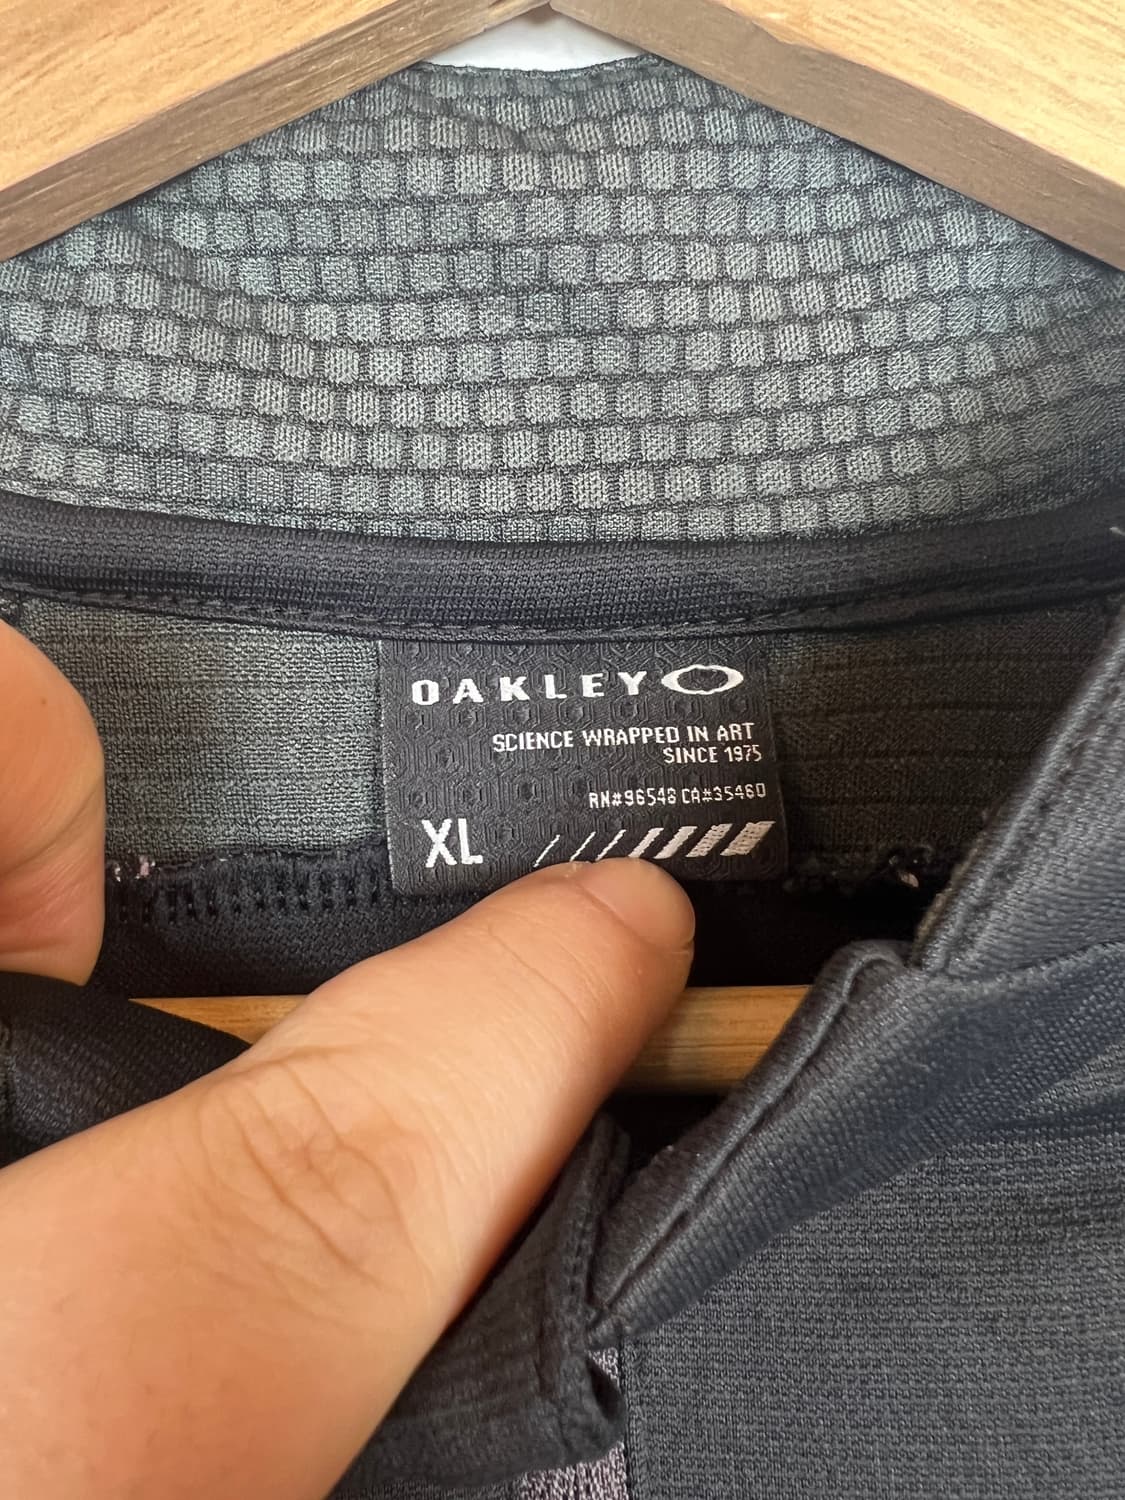 OAKLEY
SCIENCE WRAPPED IN ART
SINCE 1975
RN#96548 CA#35460
XL